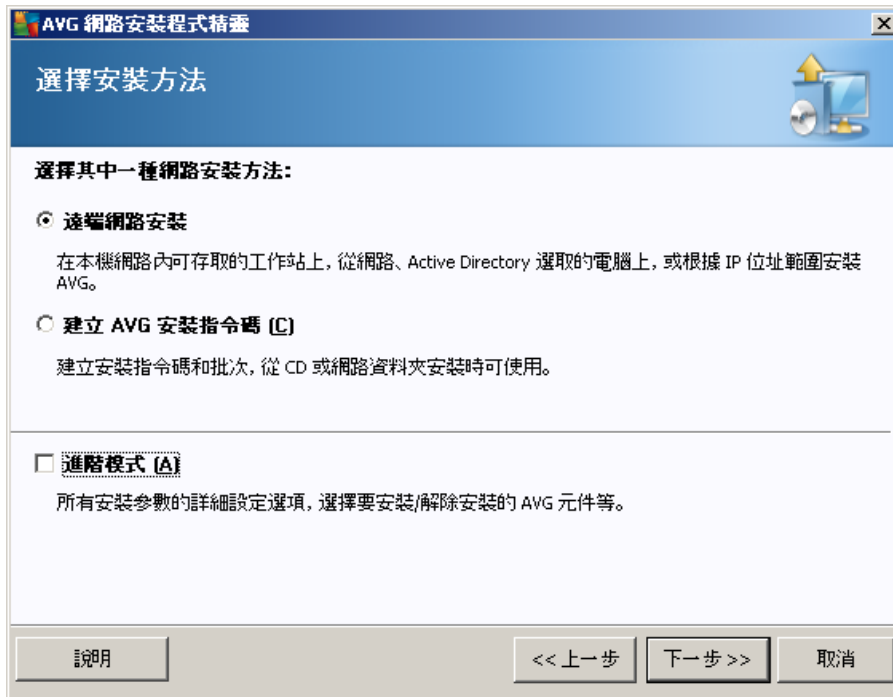 AVG 網路安裝程式精靈
選擇安裝方法
選擇其中一種網路安裝方法:
遠端網路安裝
在本機網路內可存取的工作站上, 從網路、Active Directory 選取的電腦上, 或根據 IP 位址範圍安裝
AVG。
建立 AVG 安裝指令碼 (C)
建立安裝指令碼和批次, 從 CD 或網路資料夾安裝時可使用。
進階模式 (A)
所有安裝參數的詳細設定選項, 選擇要安裝/解除安裝的 AVG 元件等。
說明
<< 上一步
下一步 >>
取消